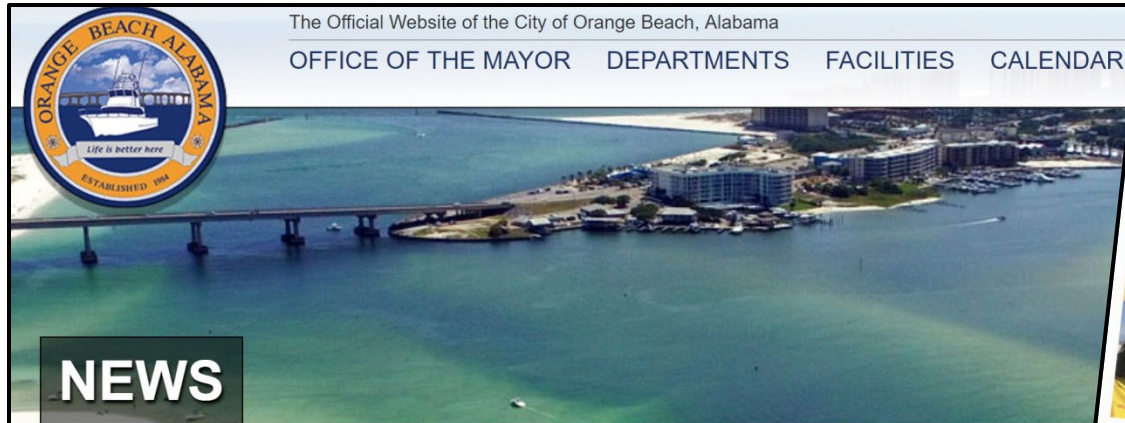 The Official Website of the City of Orange Beach, Alabama
OFFICE OF THE MAYOR DEPARTMENTS FACILITIES CALENDAR
ORANGE BEACH ALABAMA
Life is better here
ESTABLISHED 1984
NEWS